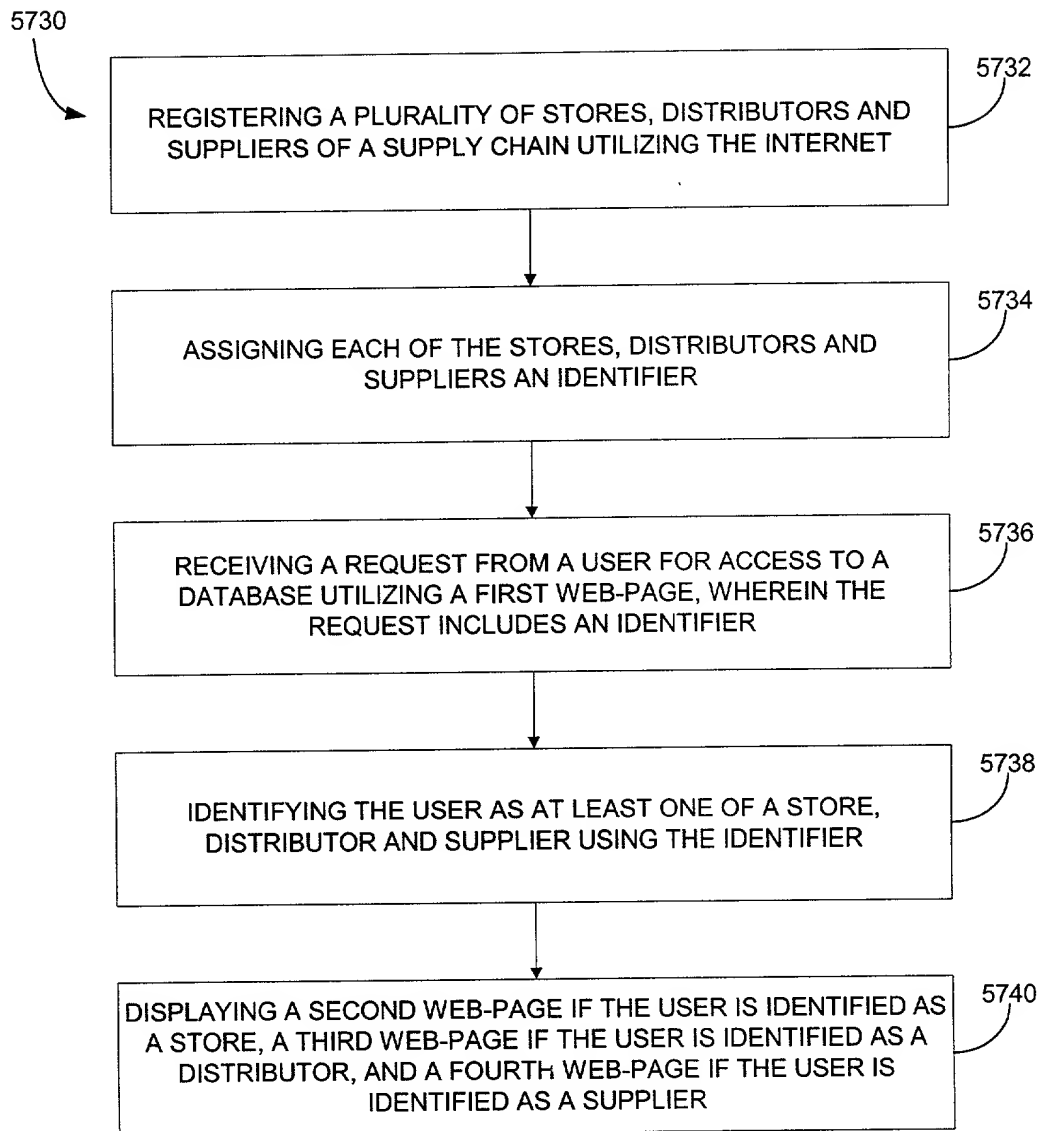 5730
5732
REGISTERING A PLURALITY OF STORES, DISTRIBUTORS AND
SUPPLIERS OF A SUPPLY CHAIN UTILIZING THE INTERNET
5734
ASSIGNING EACH OF THE STORES, DISTRIBUTORS AND
SUPPLIERS AN IDENTIFIER
5736
RECEIVING A REQUEST FROM A USER FOR ACCESS TO A
DATABASE UTILIZING A FIRST WEB-PAGE, WHEREIN THE
REQUEST INCLUDES AN IDENTIFIER
5738
IDENTIFYING THE USER AS AT LEAST ONE OF A STORE,
DISTRIBUTOR AND SUPPLIER USING THE IDENTIFIER
5740
DISPLAYING A SECOND WEB-PAGE IF THE USER IS IDENTIFIED AS
A STORE, A THIRD WEB-PAGE IF THE USER IS IDENTIFIED AS A
DISTRIBUTOR, AND A FOURTH WEB-PAGE IF THE USER IS
IDENTIFIED AS A SUPPLIER